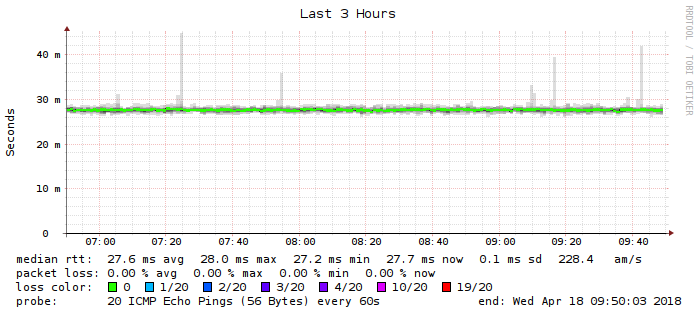 Last 3 Hours
RRDTOOL / TOBI OETIKER
Seconds
40 m
30 m
20 m
10 m
0
07:00 07:20 07:40 08:00 08:20 08:40 09:00 09:20 09:40
median rtt: 27.6 ms avg 28.0 ms max 27.2 ms min 27.7 ms now 0.1 ms sd 228.4 am/s
packet loss: 0.00 % avg 0.00 % max 0.00 % min 0.00 % now
loss color: 0 1/20 2/20 3/20 4/20 10/20 19/20
probe: 20 ICMP Echo Pings (56 Bytes) every 60s end: Wed Apr 18 09:50:03 2018